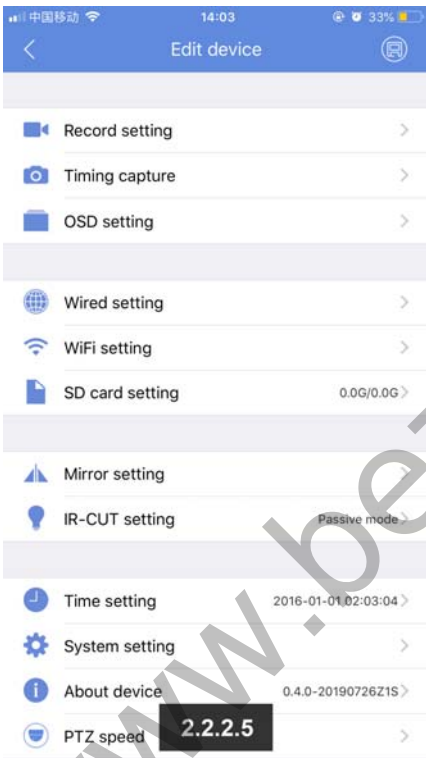 中国移动 14:03 33%
Edit device
Record setting
Timing capture
OSD setting
Wired setting
WiFi setting
SD card setting 0.0G/0.0G
Mirror setting
IR-CUT setting Passive mode
Time setting 2016-01-01 02:03:04
System setting
About device 0.4.0-20190726Z1S
PTZ speed
2.2.2.5
www.be